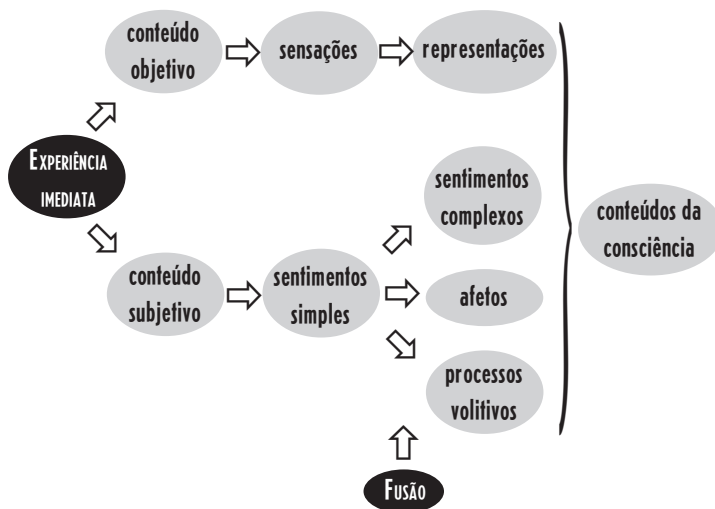 conteúdo
objetivo
sensações
representações
Experiência
imediata
sentimentos
complexos
conteúdos da
consciência
conteúdo
subjetivo
sentimentos
simples
afetos
processos
volitivos
Fusão